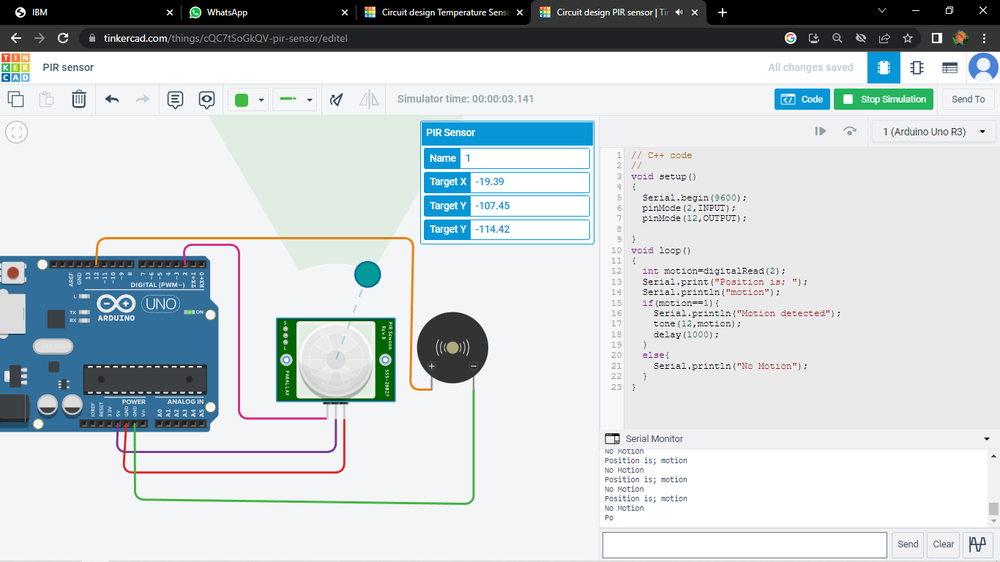 IBM
WhatsApp
Circuit design Temperature Senso
Circuit design PIR sensor | Tin
tinkercad.com/things/cQC7tSoGkQV-pir-sensor/editel
TIN
KER
CAD
PIR sensor
All changes saved
Simulator time: 00:00:03.141
Code
Stop Simulation
Send To
PIR Sensor
Name 1
Target X -19.39
Target Y -107.45
Target Y -114.42
1 (Arduino Uno R3)
1 // C++ code
2 //
3 void setup()
4 {
5 Serial.begin(9600);
6 pinMode(2,INPUT);
7 pinMode(12,OUTPUT);
8
9 }
10 void loop()
11 {
12 int motion=digitalRead(2);
13 Serial.print("Position is; ");
14 Serial.println("motion");
15 if(motion==1){
16 Serial.println("Motion detected");
17 tone(12,motion);
18 delay(1000);
19 }
20 else{
21 Serial.println("No Motion");
22 }
23 }
AREF
GND
13
12
~11
~10
~9
8
7
~6
~5
4
~3
2
TX→1
RX←0
DIGITAL (PWM~)
L
TX
RX
ARDUINO
UNO
ON
POWER
ANALOG IN
IOREF
RESET
3.3V
5V
GND
GND
Vin
A0
A1
A2
A3
A4
A5
S
L
PARALLAX
PIR SENSOR
Rev B
555-28027
+
−
Serial Monitor
No Motion
Position is; motion
No Motion
Position is; motion
No Motion
Position is; motion
No Motion
Po
Send
Clear